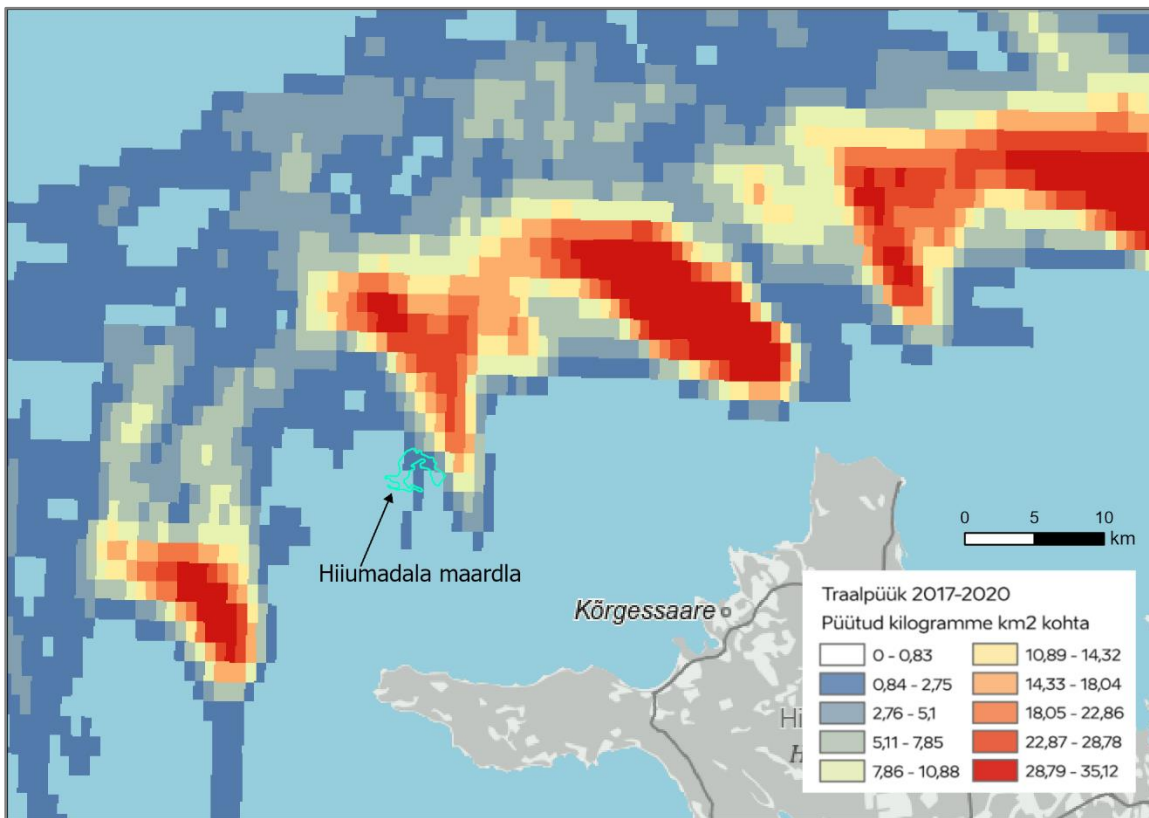 Hiiumadala maardla
Kõrgessaare
0 5 10
km
Traalpüük 2017-2020
Püütud kilogramme km2 kohta
0 - 0,83
0,84 - 2,75
2,76 - 5,1
5,11 - 7,85
7,86 - 10,88
10,89 - 14,32
14,33 - 18,04
18,05 - 22,86
22,87 - 28,78
28,79 - 35,12
Hi
H